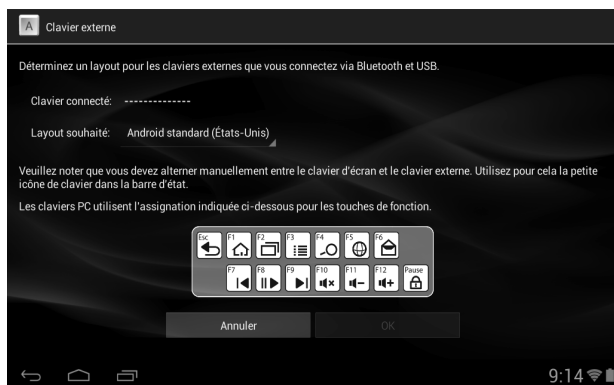 A Clavier externe
Déterminez un layout pour les claviers externes que vous connectez via Bluetooth et USB.
Clavier connecté: -------------
Layout souhaité: Android standard (États-Unis)
Veuillez noter que vous devez alterner manuellement entre le clavier d'écran et le clavier externe. Utilisez pour cela la petite
icône de clavier dans la barre d'état.
Les claviers PC utilisent l'assignation indiquée ci-dessous pour les touches de fonction.
Esc F1 F2 F3 F4 F5 F6
F7 F8 F9 F10 F11 F12 Pause
Annuler OK
9:14